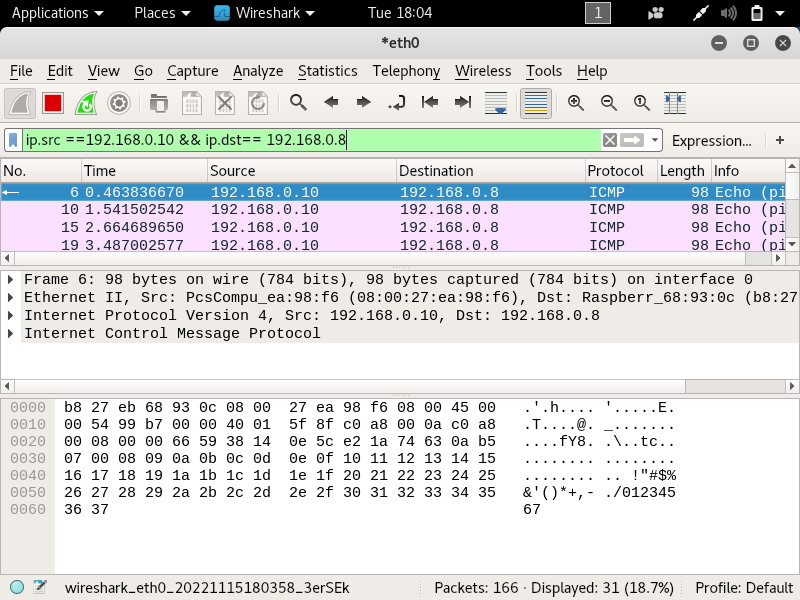 Applications Places Wireshark Tue 18:04 1
*eth0
File Edit View Go Capture Analyze Statistics Telephony Wireless Tools Help
ip.src ==192.168.0.10 && ip.dst== 192.168.0.8 Expression... +
No. Time Source Destination Protocol Length Info
6 0.463836670 192.168.0.10 192.168.0.8 ICMP 98 Echo (pi
10 1.541502542 192.168.0.10 192.168.0.8 ICMP 98 Echo (pi
15 2.664689650 192.168.0.10 192.168.0.8 ICMP 98 Echo (pi
19 3.487002577 192.168.0.10 192.168.0.8 ICMP 98 Echo (pi
Frame 6: 98 bytes on wire (784 bits), 98 bytes captured (784 bits) on interface 0
Ethernet II, Src: PcsCompu_ea:98:f6 (08:00:27:ea:98:f6), Dst: Raspberr_68:93:0c (b8:27
Internet Protocol Version 4, Src: 192.168.0.10, Dst: 192.168.0.8
Internet Control Message Protocol
0000 b8 27 eb 68 93 0c 08 00 27 ea 98 f6 08 00 45 00 .'.h.... '.....E.
0010 00 54 99 b7 00 00 40 01 5f 8f c0 a8 00 0a c0 a8 .T....@. _.......
0020 00 08 00 00 66 59 38 14 0e 5c e2 1a 74 63 0a b5 ....fY8. .\..tc..
0030 07 00 08 09 0a 0b 0c 0d 0e 0f 10 11 12 13 14 15 ........ ........
0040 16 17 18 19 1a 1b 1c 1d 1e 1f 20 21 22 23 24 25 ........ .. !"#$%
0050 26 27 28 29 2a 2b 2c 2d 2e 2f 30 31 32 33 34 35 &'()*+,- ./012345
0060 36 37 67
wireshark_eth0_20221115180358_3erSEk Packets: 166 · Displayed: 31 (18.7%) Profile: Default